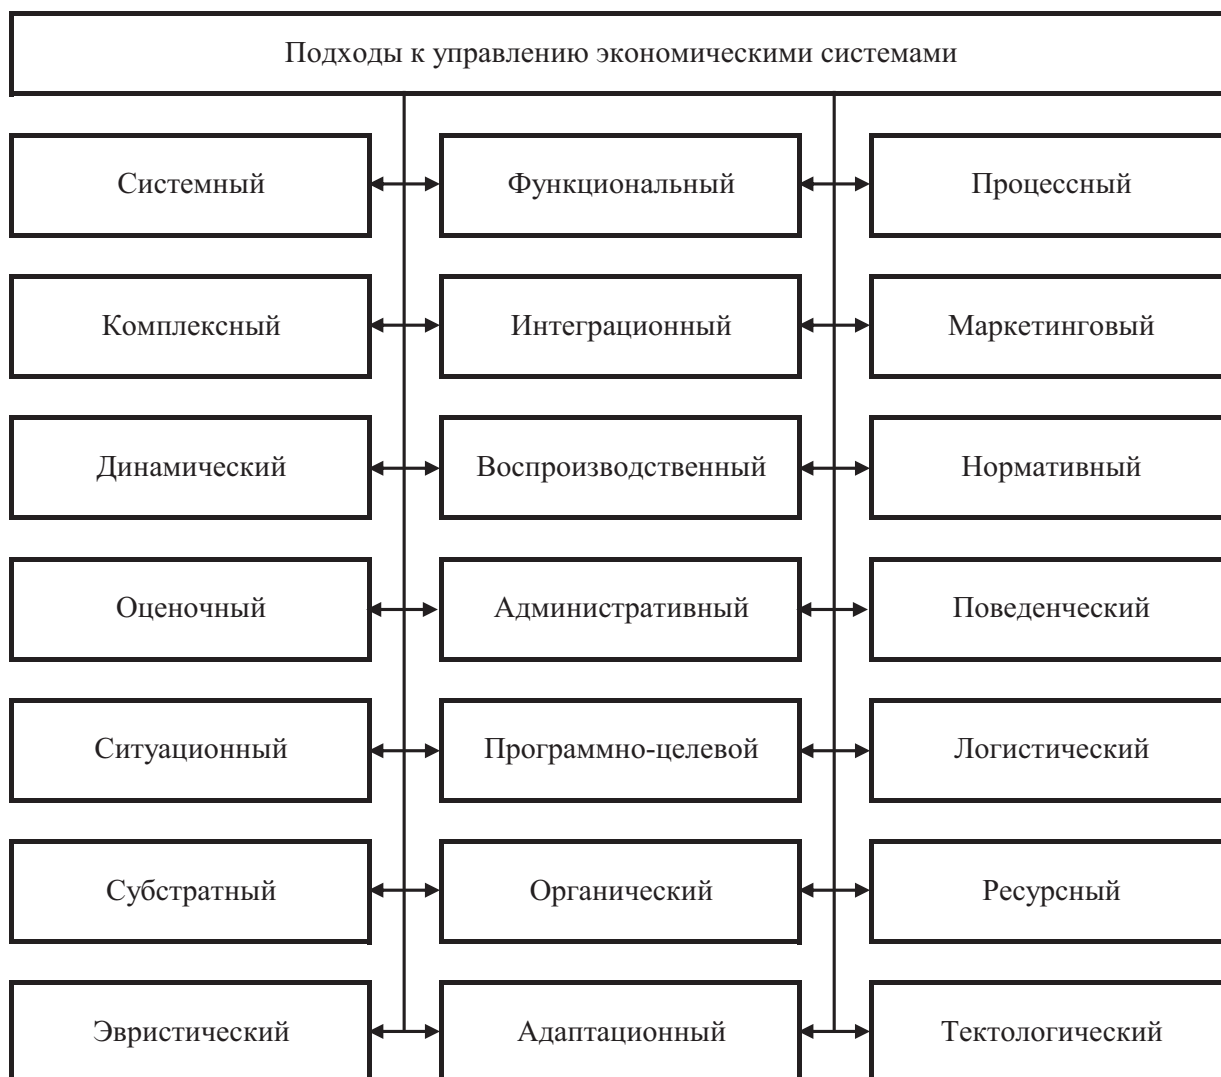 Подходы к управлению экономическими системами
Системный
Функциональный
Процессный
Комплексный
Интеграционный
Маркетинговый
Динамический
Воспроизводственный
Нормативный
Оценочный
Административный
Поведенческий
Ситуационный
Программно-целевой
Логистический
Субстратный
Органический
Ресурсный
Эвристический
Адаптационный
Тектологический